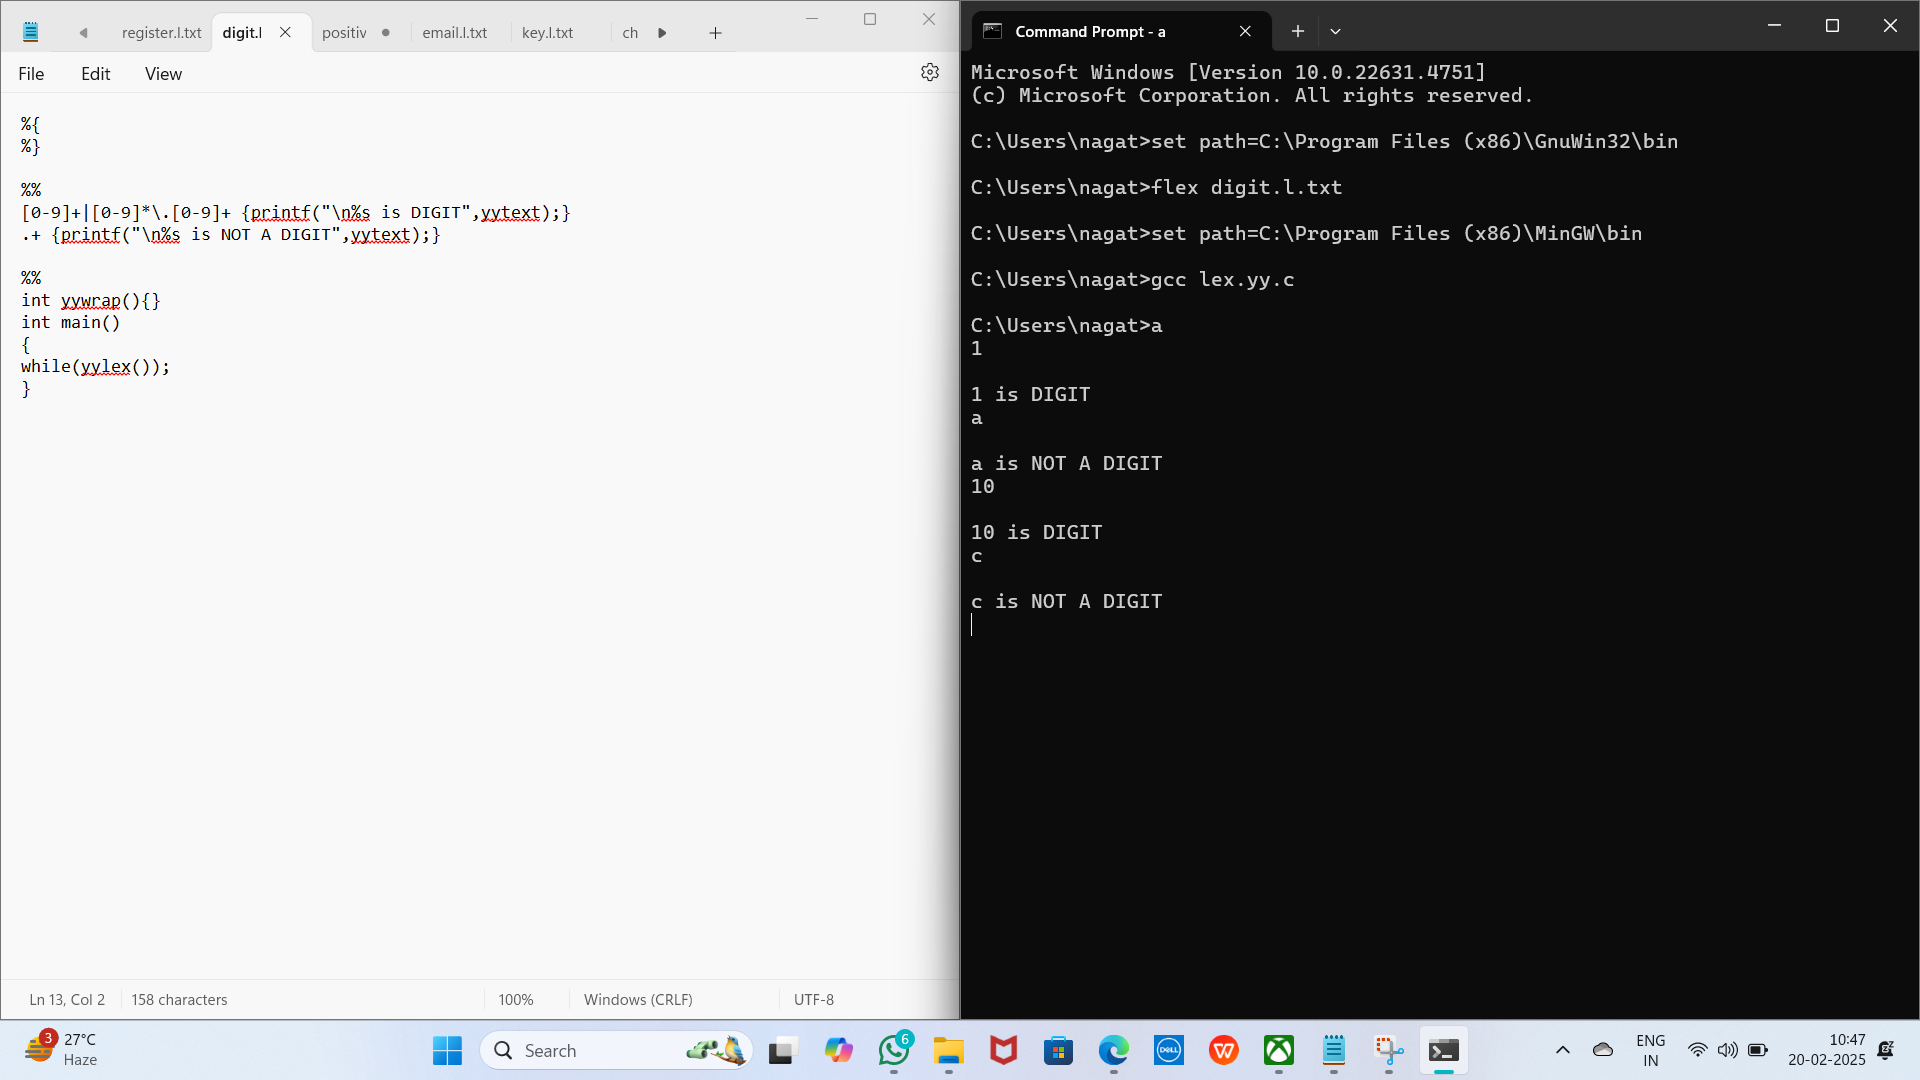 register.l.txt
digit.l
positiv
email.l.txt
key.l.txt
ch
File
Edit
View
%{
%}
%%
[0-9]+|[0-9]*\.[0-9]+ {printf("\n%s is DIGIT",yytext);}
.+ {printf("\n%s is NOT A DIGIT",yytext);}
%%
int yywrap(){}
int main()
{
while(yylex());
}
Ln 13, Col 2
158 characters
100%
Windows (CRLF)
UTF-8
Command Prompt - a
Microsoft Windows [Version 10.0.22631.4751]
(c) Microsoft Corporation. All rights reserved.
C:\Users\nagat>set path=C:\Program Files (x86)\GnuWin32\bin
C:\Users\nagat>flex digit.l.txt
C:\Users\nagat>set path=C:\Program Files (x86)\MinGW\bin
C:\Users\nagat>gcc lex.yy.c
C:\Users\nagat>a
1
1 is DIGIT
a
a is NOT A DIGIT
10
10 is DIGIT
c
c is NOT A DIGIT
3
27°C
Haze
Search
6
DELL
ENG
IN
10:47
20-02-2025